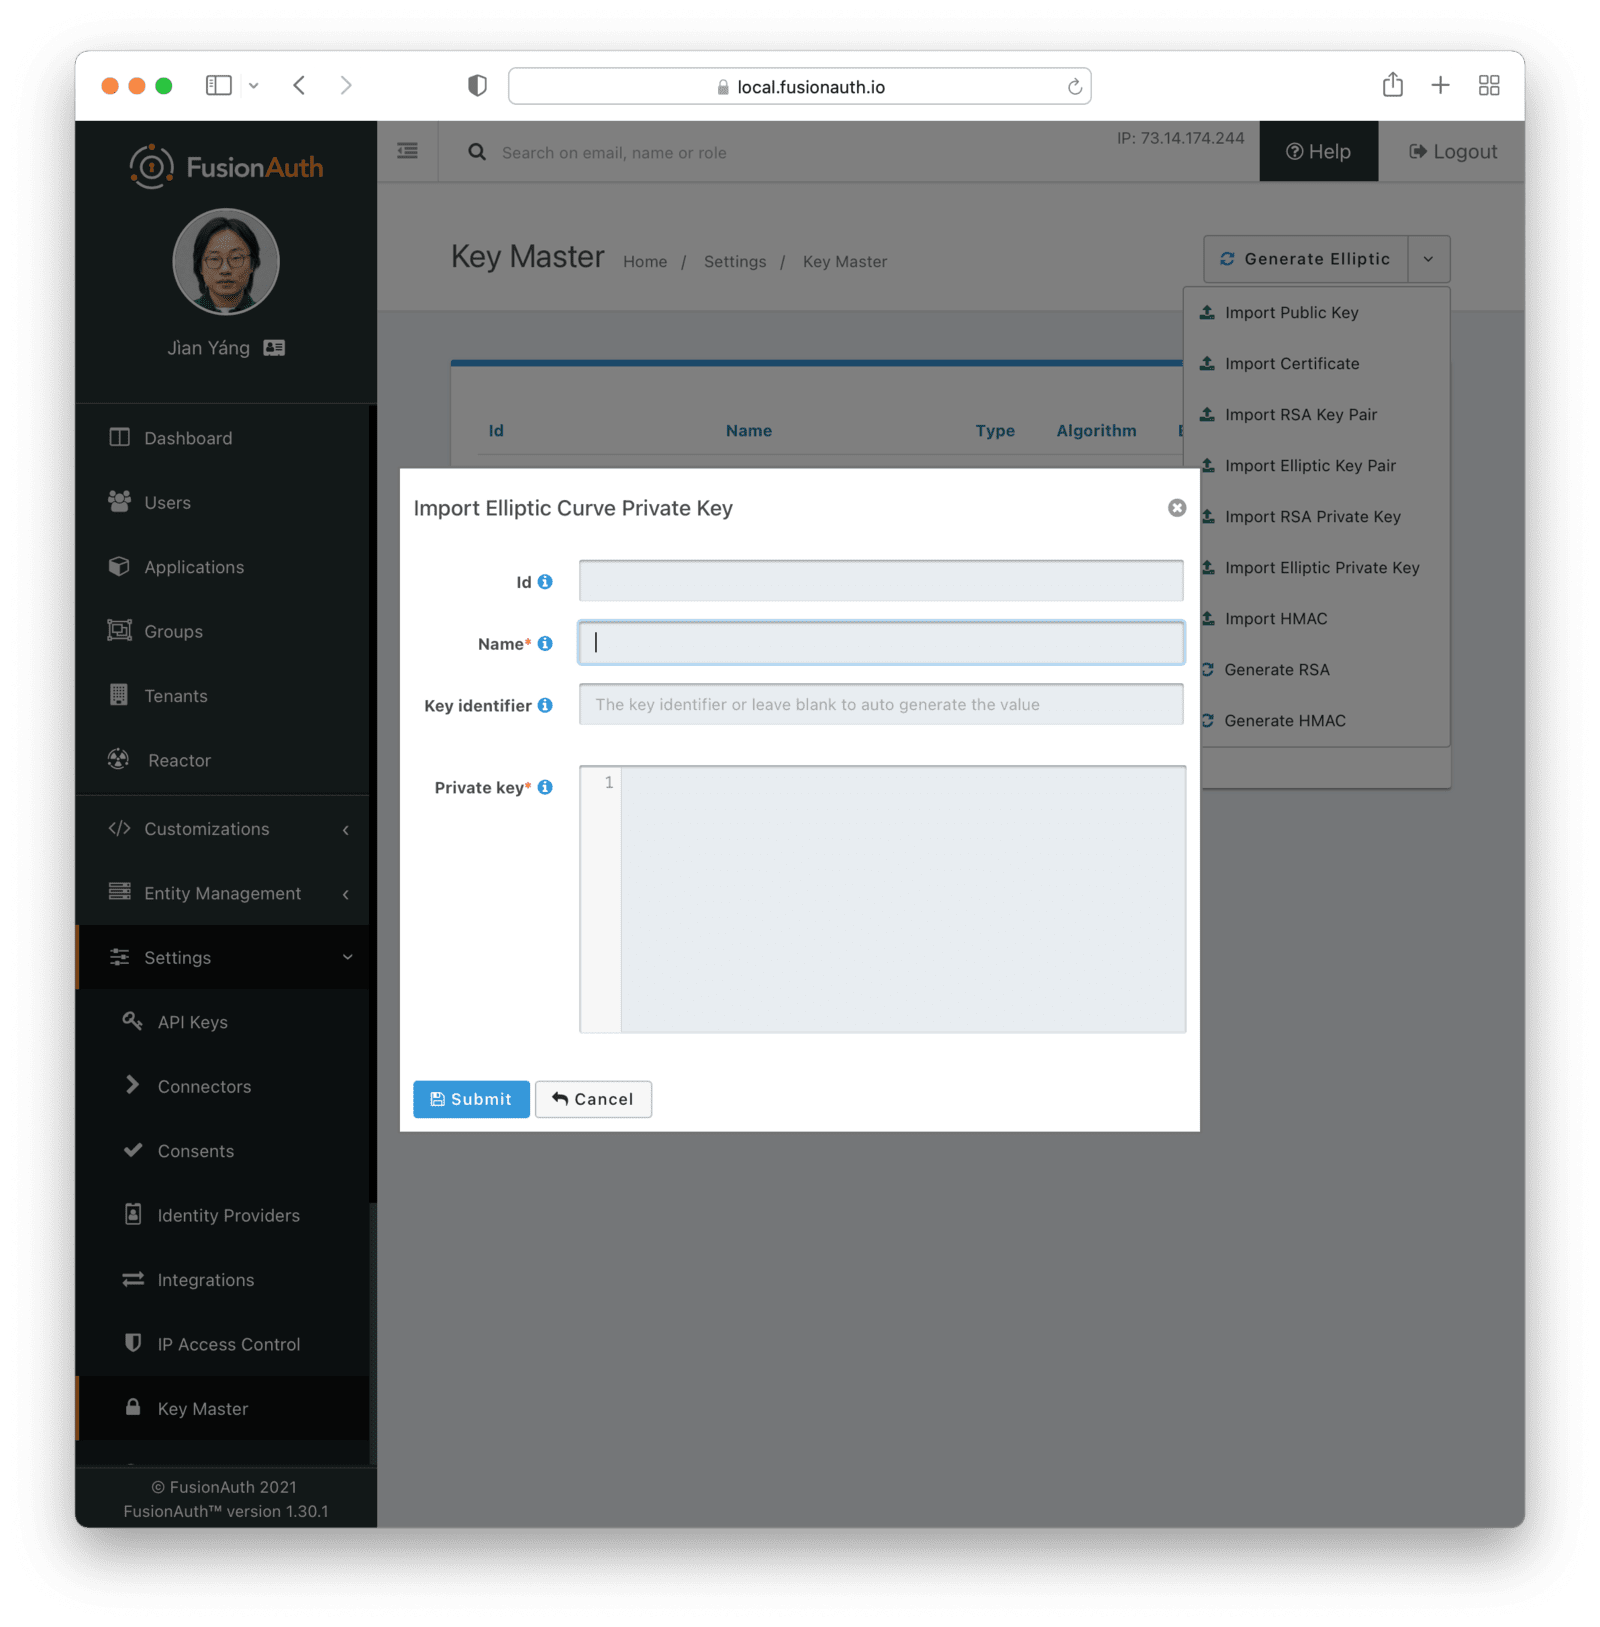 local.fusionauth.io
FusionAuth
Jìan Yáng
Dashboard
Users
Applications
Groups
Tenants
Reactor
Customizations
Entity Management
Settings
API Keys
Connectors
Consents
Identity Providers
Integrations
IP Access Control
Key Master
© FusionAuth 2021
FusionAuth™ version 1.30.1
Search on email, name or role
IP: 73.14.174.244
Help
Logout
Key Master Home / Settings / Key Master
Generate Elliptic
Import Public Key
Import Certificate
Import RSA Key Pair
Import Elliptic Key Pair
Import RSA Private Key
Import Elliptic Private Key
Import HMAC
Generate RSA
Generate HMAC
Id Name Type Algorithm
Import Elliptic Curve Private Key
Id
Name*
Key identifier The key identifier or leave blank to auto generate the value
Private key* 1
Submit Cancel